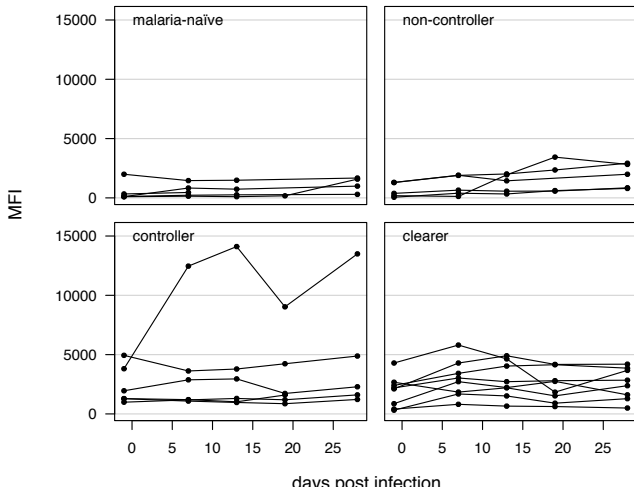 malaria-naïve
non-controller
15000
10000
5000
0
MFI
controller
clearer
15000
10000
5000
0
0 5 10 15 20 25
0 5 10 15 20 25
days post infection